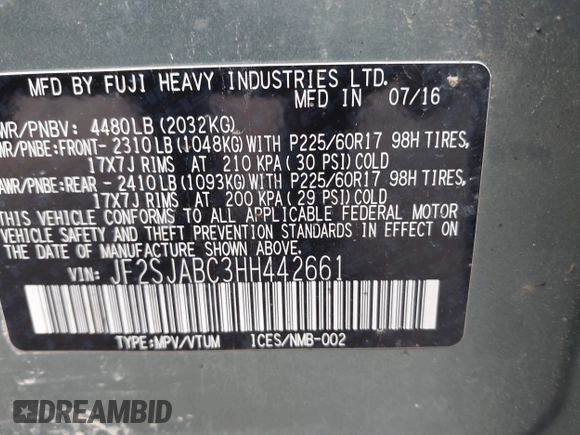 MFD BY FUJI HEAVY INDUSTRIES LTD.
MFD IN 07/16
WR/PNBV: 4480LB (2032KG)
WR/PNBE:FRONT- 2310LB (1048KG) WITH P225/60R17 98H TIRES,
17X7J RIMS AT 210 KPA ( 30 PSI) COLD
AWR/PNBE:REAR - 2410LB (1093KG) WITH P225/60R17 98H TIRES,
17X7J RIMS AT 200 KPA ( 29 PSI) COLD
THIS VEHICLE CONFORMS TO ALL APPLICABLE FEDERAL MOTOR
VEHICLE SAFETY AND THEFT PREVENTION STANDARDS IN EFFECT ON
THE DATE OF MANUFACTURE SHOWN ABOVE.
VIN: JF2SJABC3HH442661
TYPE:MPV/VTUM ICES/NMB-002
DREAMBID